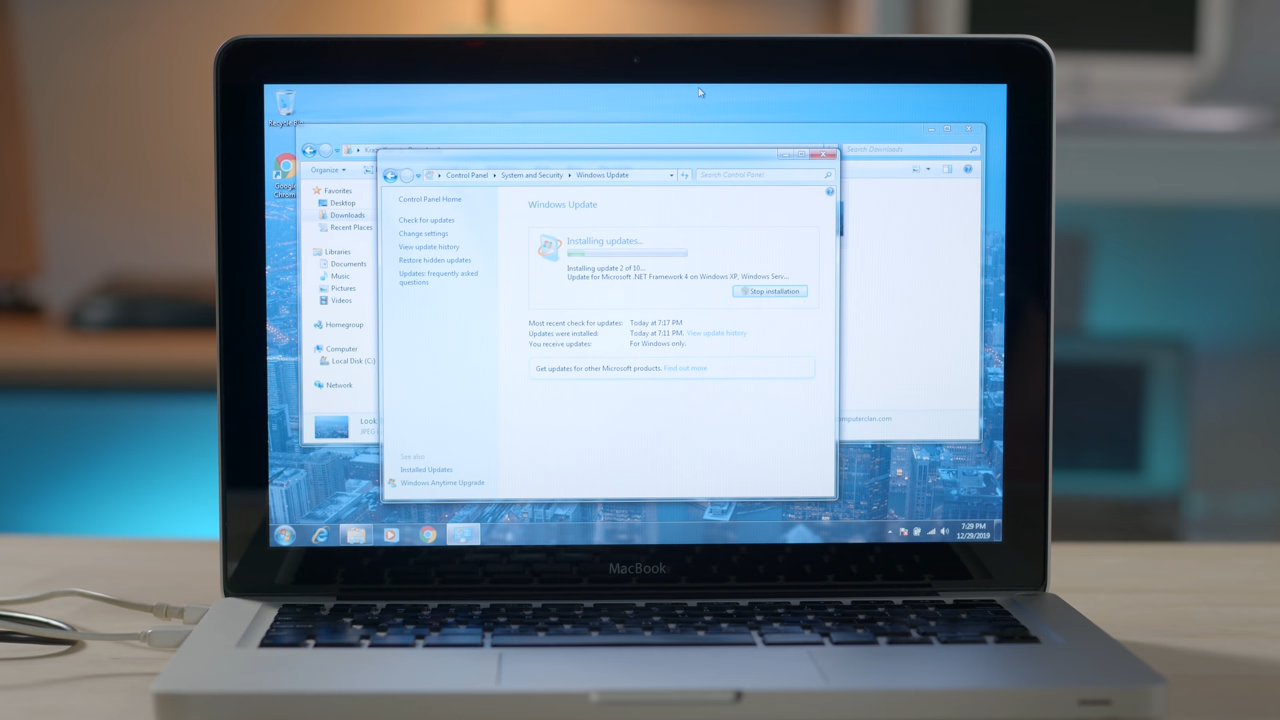 Recycle Bin
Google
Chrom
Search Downloads
Organize
Favorites
Desktop
Downloads
Recent Places
Libraries
Documents
Music
Pictures
Videos
Homegroup
Computer
Local Disk (C:)
Network
Look
JPEG
mputerclan.com
Control Panel
System and Security
Windows Update
Search Control Panel
Control Panel Home
Check for updates
Change settings
View update history
Restore hidden updates
Updates: frequently asked
questions
See also
Installed Updates
Windows Anytime Upgrade
Windows Update
Installing updates...
Installing update 2 of 10...
Update for Microsoft .NET Framework 4 on Windows XP, Windows Serv...
Stop installation
Most recent check for updates: Today at 7:17 PM
Updates were installed: Today at 7:11 PM. View update history
You receive updates: For Windows only.
Get updates for other Microsoft products. Find out more
7:29 PM
12/29/2019
MacBook